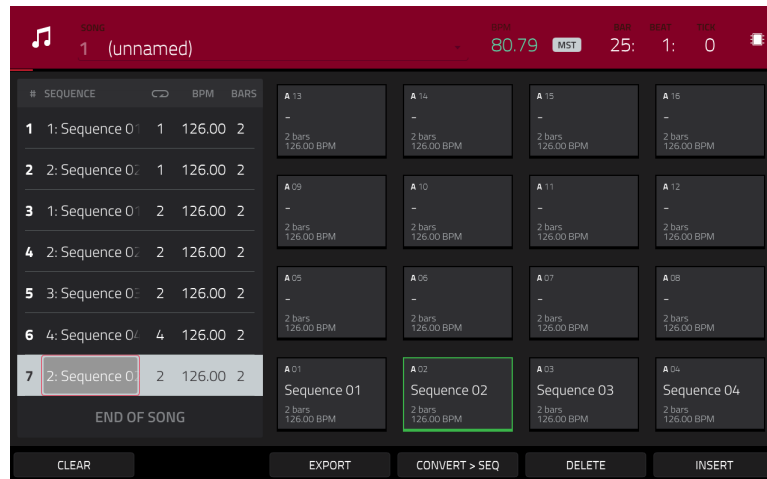 SONG BPM BAR BEAT TICK
1 (unnamed) 80.79 MST 25: 1: 0
# SEQUENCE BPM BARS
1 1: Sequence 01 1 126.00 2
2 2: Sequence 02 1 126.00 2
3 1: Sequence 01 2 126.00 2
4 2: Sequence 02 2 126.00 2
5 3: Sequence 03 2 126.00 2
6 4: Sequence 04 4 126.00 2
7 2: Sequence 02 2 126.00 2
END OF SONG
A 13
-
2 bars
126.00 BPM
A 14
-
2 bars
126.00 BPM
A 15
-
2 bars
126.00 BPM
A 16
-
2 bars
126.00 BPM
A 09
-
2 bars
126.00 BPM
A 10
-
2 bars
126.00 BPM
A 11
-
2 bars
126.00 BPM
A 12
-
2 bars
126.00 BPM
A 05
-
2 bars
126.00 BPM
A 06
-
2 bars
126.00 BPM
A 07
-
2 bars
126.00 BPM
A 08
-
2 bars
126.00 BPM
A 01
Sequence 01
2 bars
126.00 BPM
A 02
Sequence 02
2 bars
126.00 BPM
A 03
Sequence 03
2 bars
126.00 BPM
A 04
Sequence 04
2 bars
126.00 BPM
CLEAR EXPORT CONVERT > SEQ DELETE INSERT